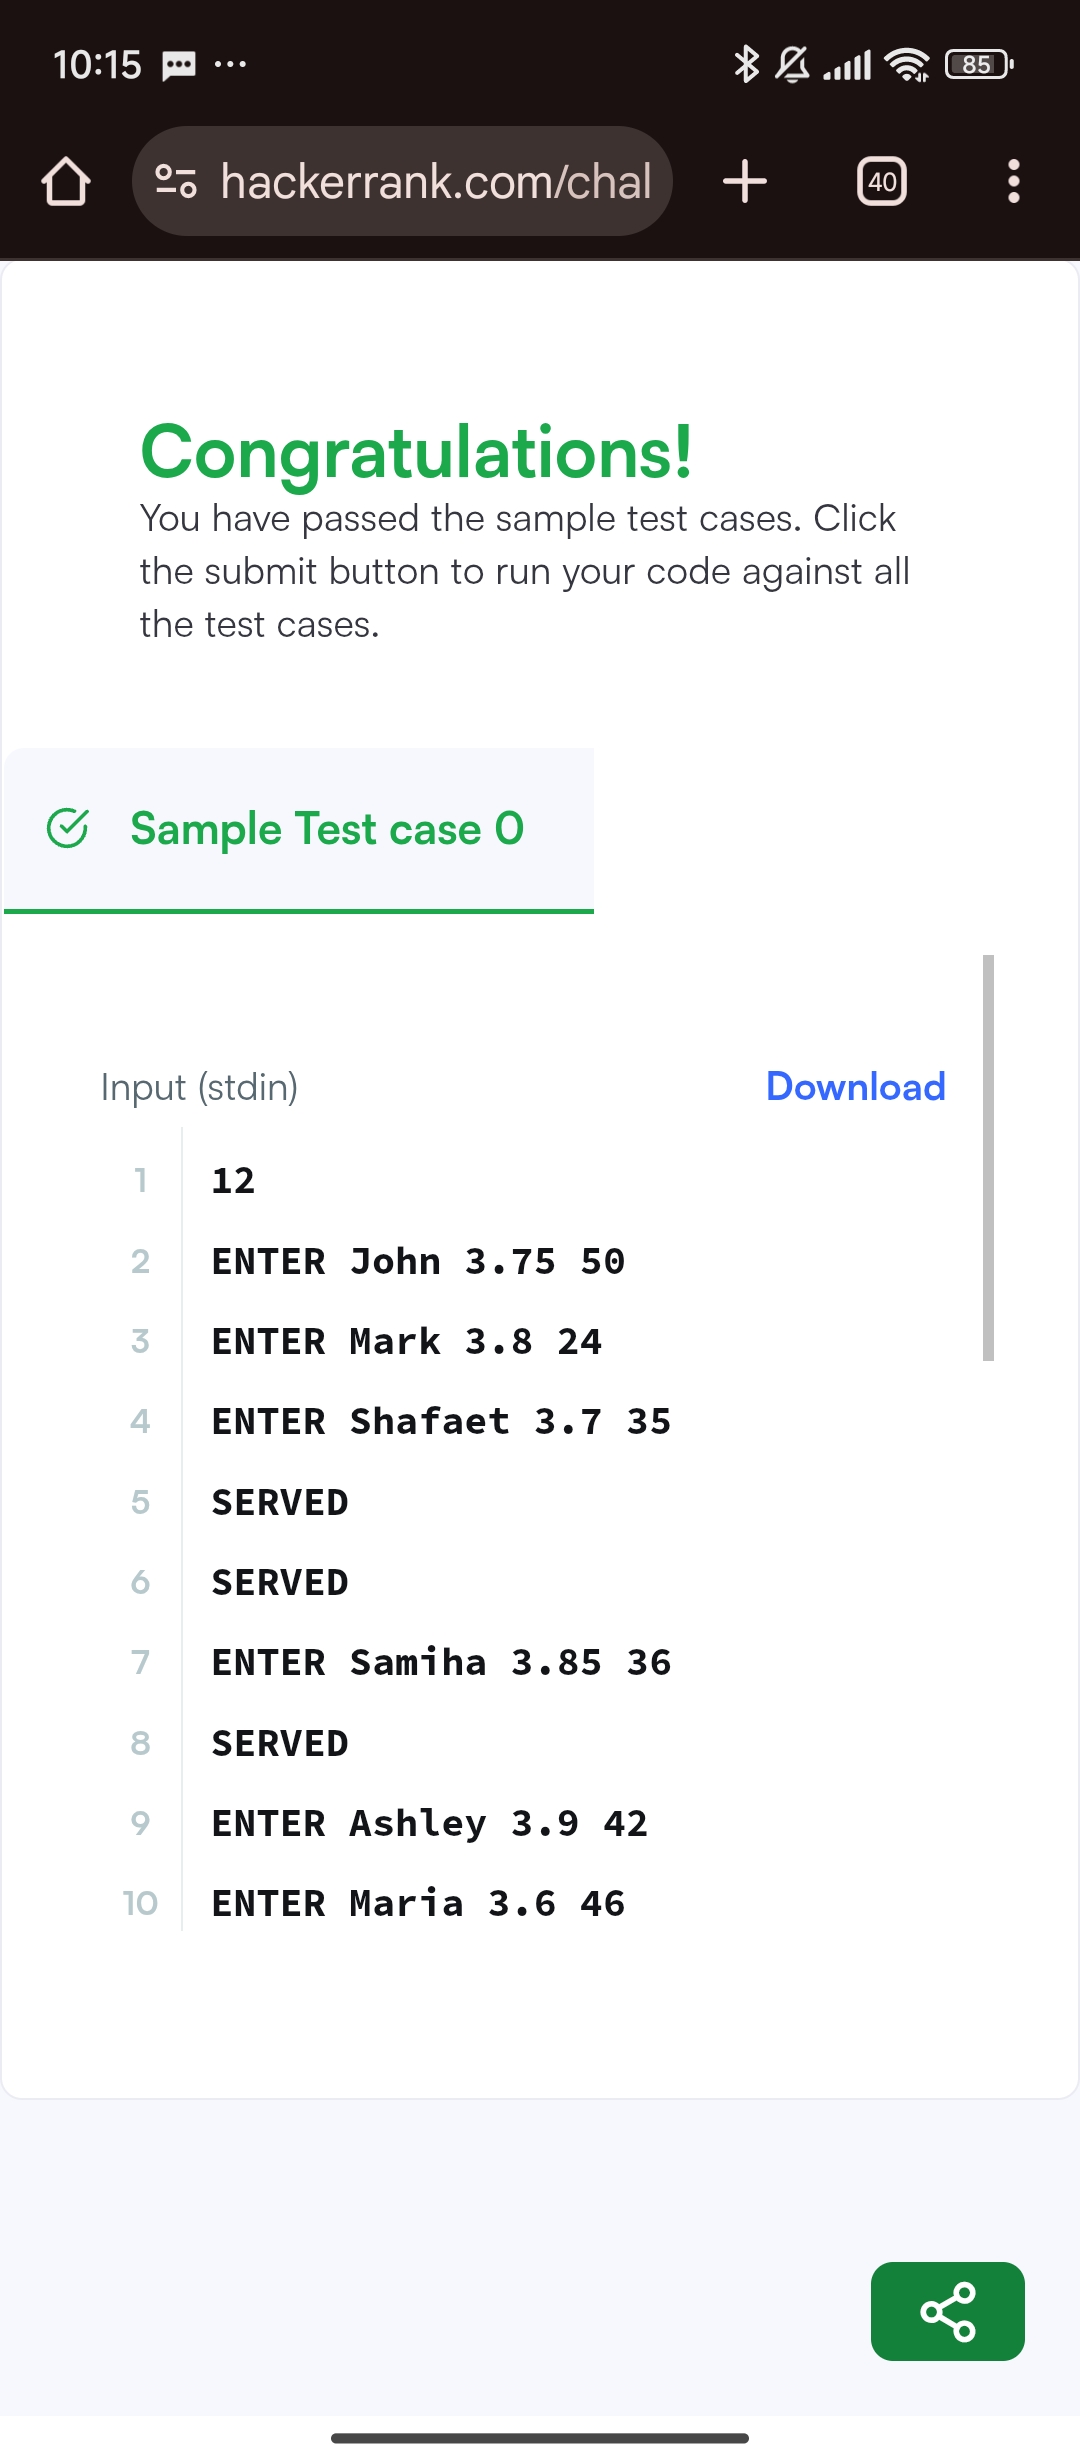 10:15
85
hackerrank.com/chal
40
Congratulations!
You have passed the sample test cases. Click
the submit button to run your code against all
the test cases.
Sample Test case 0
Input (stdin)
Download
1 12
2 ENTER John 3.75 50
3 ENTER Mark 3.8 24
4 ENTER Shafaet 3.7 35
5 SERVED
6 SERVED
7 ENTER Samiha 3.85 36
8 SERVED
9 ENTER Ashley 3.9 42
10 ENTER Maria 3.6 46